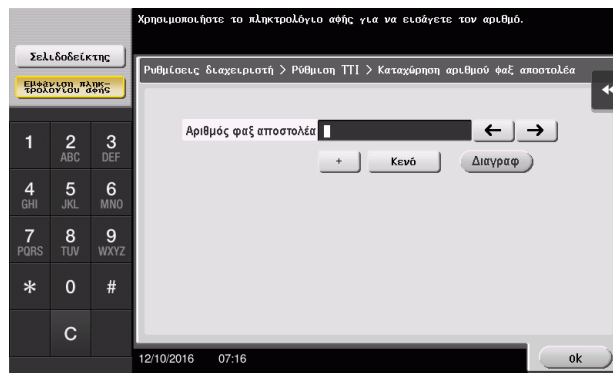 Χρησιμοποιήστε το πληκτρολόγιο αφής για να εισάγετε τον αριθμό.
Σελιδοδείκτης
Εμφάνιση πληκ-
τρολογίου αφής
Ρυθμίσεις διαχειριστή > Ρύθμιση TTI > Καταχώρηση αριθμού φαξ αποστολέα
Αριθμός φαξ αποστολέα
← →
+ Κενό Διαγραφ
1 2 3
ABC DEF
4 5 6
GHI JKL MNO
7 8 9
PQRS TUV WXYZ
* 0 #
C
12/10/2016 07:16
Ok